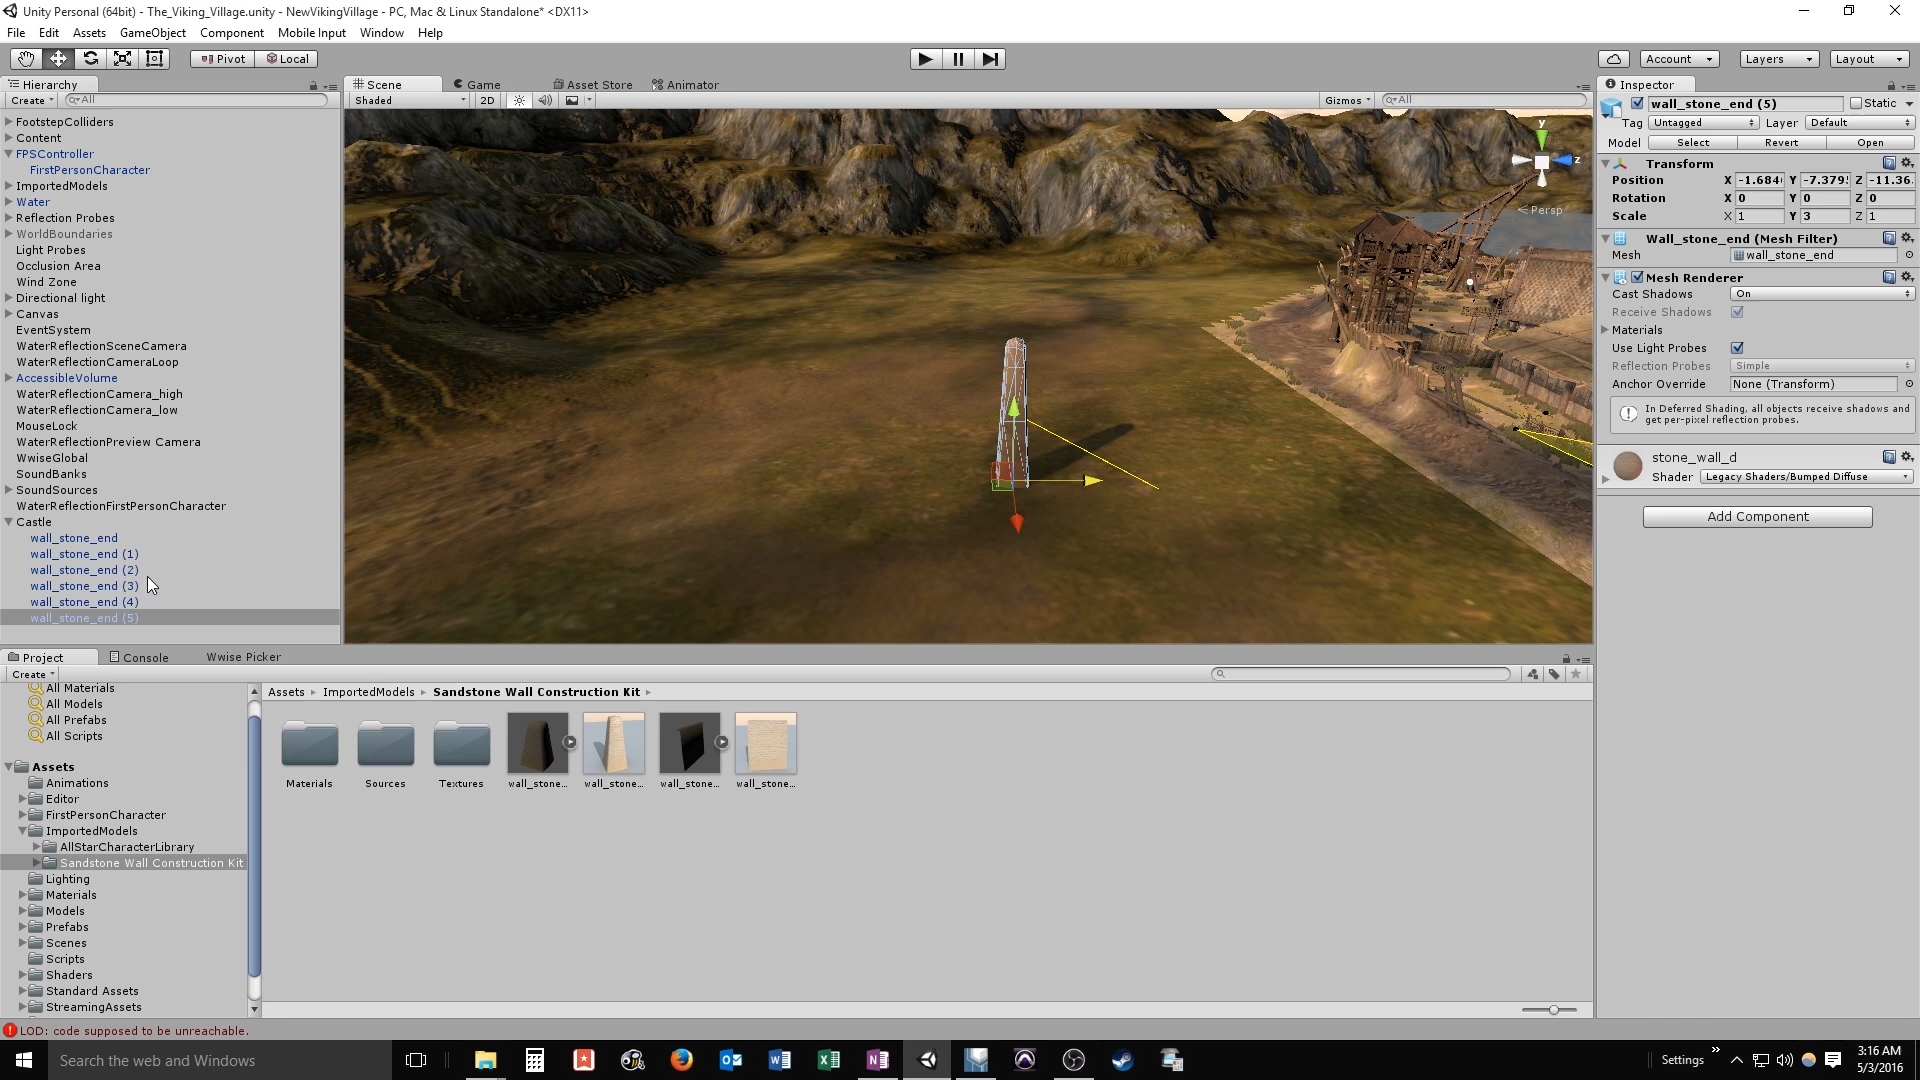 Unity Personal (64bit) - The_Viking_Village.unity - NewVikingVillage - PC, Mac & Linux Standalone* <DX11>
File Edit Assets GameObject Component Mobile Input Window Help
Pivot Local Account Layers Layout
Hierarchy
Create All
FootstepColliders
Content
FPSController
FirstPersonCharacter
ImportedModels
Water
Reflection Probes
WorldBoundaries
Light Probes
Occlusion Area
Wind Zone
Directional light
Canvas
EventSystem
WaterReflectionSceneCamera
WaterReflectionCameraLoop
AccessibleVolume
WaterReflectionCamera_high
WaterReflectionCamera_low
MouseLock
WaterReflectionPreview Camera
WwiseGlobal
SoundBanks
SoundSources
WaterReflectionFirstPersonCharacter
Castle
wall_stone_end
wall_stone_end (1)
wall_stone_end (2)
wall_stone_end (3)
wall_stone_end (4)
wall_stone_end (5)
Scene Game Asset Store Animator
Shaded 2D Gizmos All
y
z
Persp
Inspector
wall_stone_end (5) Static
Tag Untagged Layer Default
Model Select Revert Open
Transform
Position X -1.684 Y -7.379 Z -11.36
Rotation X 0 Y 0 Z 0
Scale X 1 Y 3 Z 1
Wall_stone_end (Mesh Filter)
Mesh wall_stone_end
Mesh Renderer
Cast Shadows On
Receive Shadows
Materials
Use Light Probes
Reflection Probes Simple
Anchor Override None (Transform)
In Deferred Shading, all objects receive shadows and
get per-pixel reflection probes.
stone_wall_d
Shader Legacy Shaders/Bumped Diffuse
Add Component
Project Console Wwise Picker
Create
All Materials
All Models
All Prefabs
All Scripts
Assets
Animations
Editor
FirstPersonCharacter
ImportedModels
AllStarCharacterLibrary
Sandstone Wall Construction Kit
Lighting
Materials
Models
Prefabs
Scenes
Scripts
Shaders
Standard Assets
StreamingAssets
Assets ImportedModels Sandstone Wall Construction Kit
Materials Sources Textures wall_stone... wall_stone... wall_stone... wall_stone...
LOD: code supposed to be unreachable.
Search the web and Windows
Settings
3:16 AM
5/3/2016